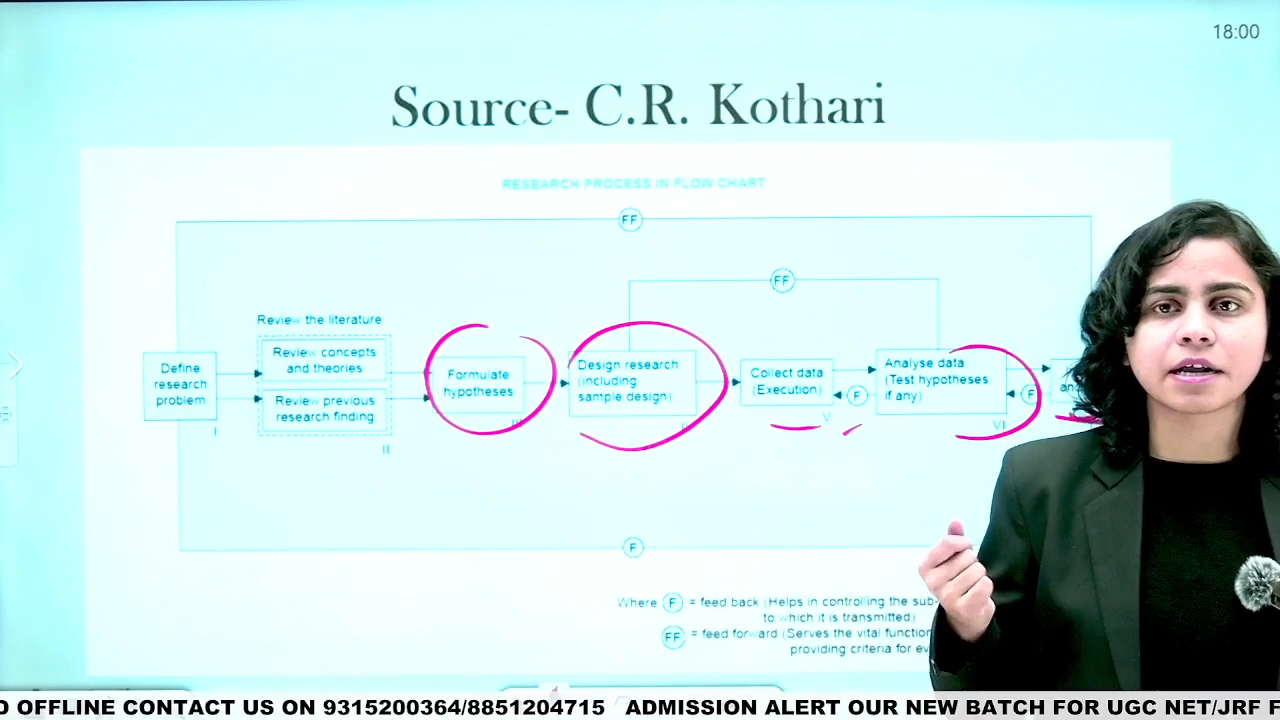 18:00
Source- C.R. Kothari
RESEARCH PROCESS IN FLOW CHART
FF
FF
Review the literature
Define
research
problem
I
Review concepts
and theories
Review previous
research finding
II
Formulate
hypotheses
III
Design research
(including
sample design)
Collect data
(Execution)
V
F
Analyse data
(Test hypotheses
if any)
VI
F
F
Where F = feed back (Helps in controlling the sub-
to which it is transmitted)
FF = feed forward (Serves the vital function
providing criteria for ev
OFFLINE CONTACT US ON 9315200364/8851204715 ADMISSION ALERT OUR NEW BATCH FOR UGC NET/JRF F